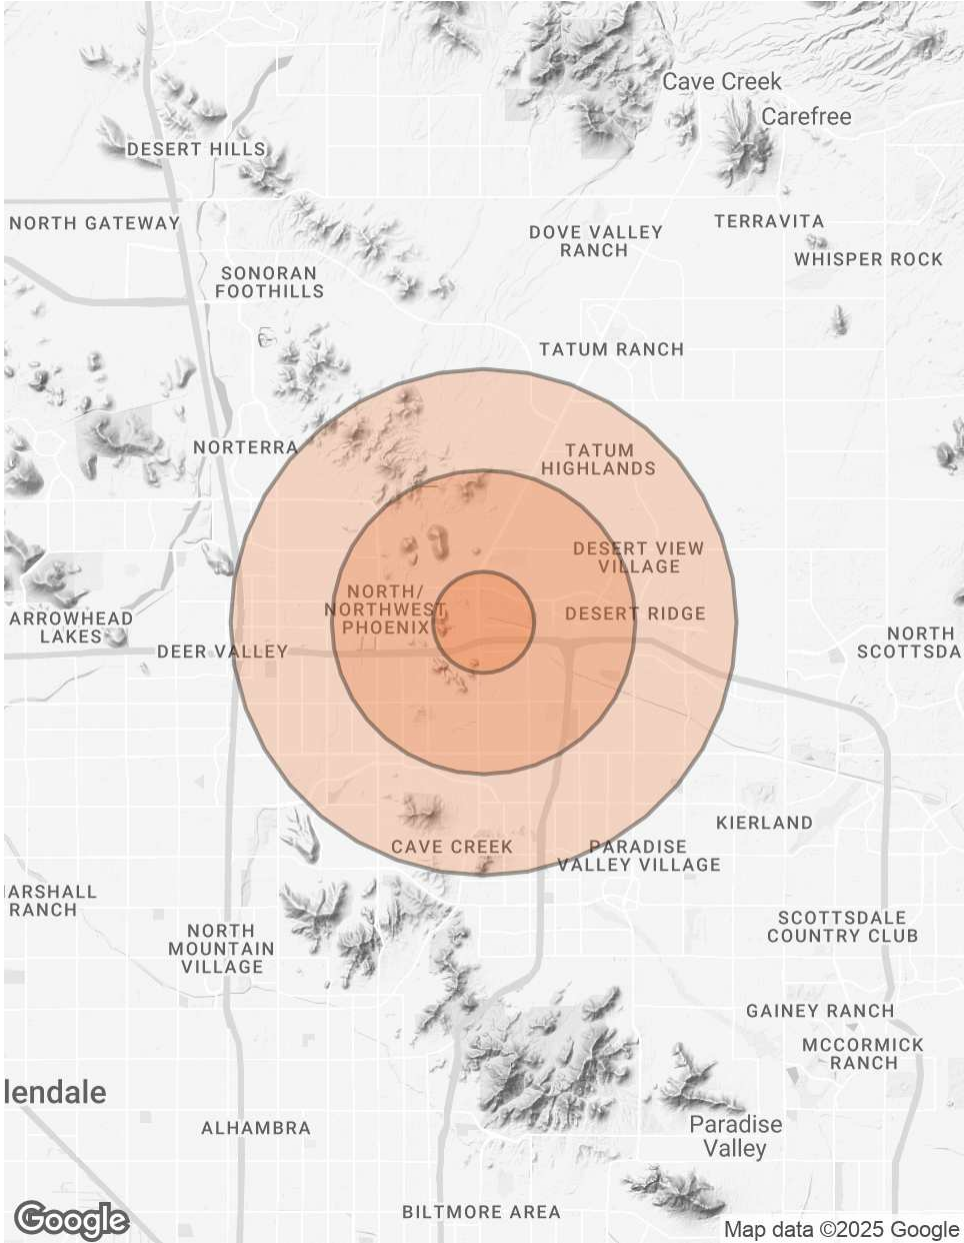 Cave Creek
Carefree
DESERT HILLS
NORTH GATEWAY
TERRAVITA
DOVE VALLEY
RANCH
WHISPER ROCK
SONORAN
FOOTHILLS
TATUM RANCH
NORTERRA
TATUM
HIGHLANDS
DESERT VIEW
VILLAGE
NORTH/
NORTHWEST
PHOENIX
DESERT RIDGE
ARROWHEAD
LAKES
NORTH
SCOTTSDA
DEER VALLEY
KIERLAND
CAVE CREEK
PARADISE
VALLEY VILLAGE
MARSHALL
RANCH
SCOTTSDALE
COUNTRY CLUB
NORTH
MOUNTAIN
VILLAGE
GAINEY RANCH
MCCORMICK
RANCH
lendale
ALHAMBRA
Paradise
Valley
BILTMORE AREA
Google
Map data ©2025 Google